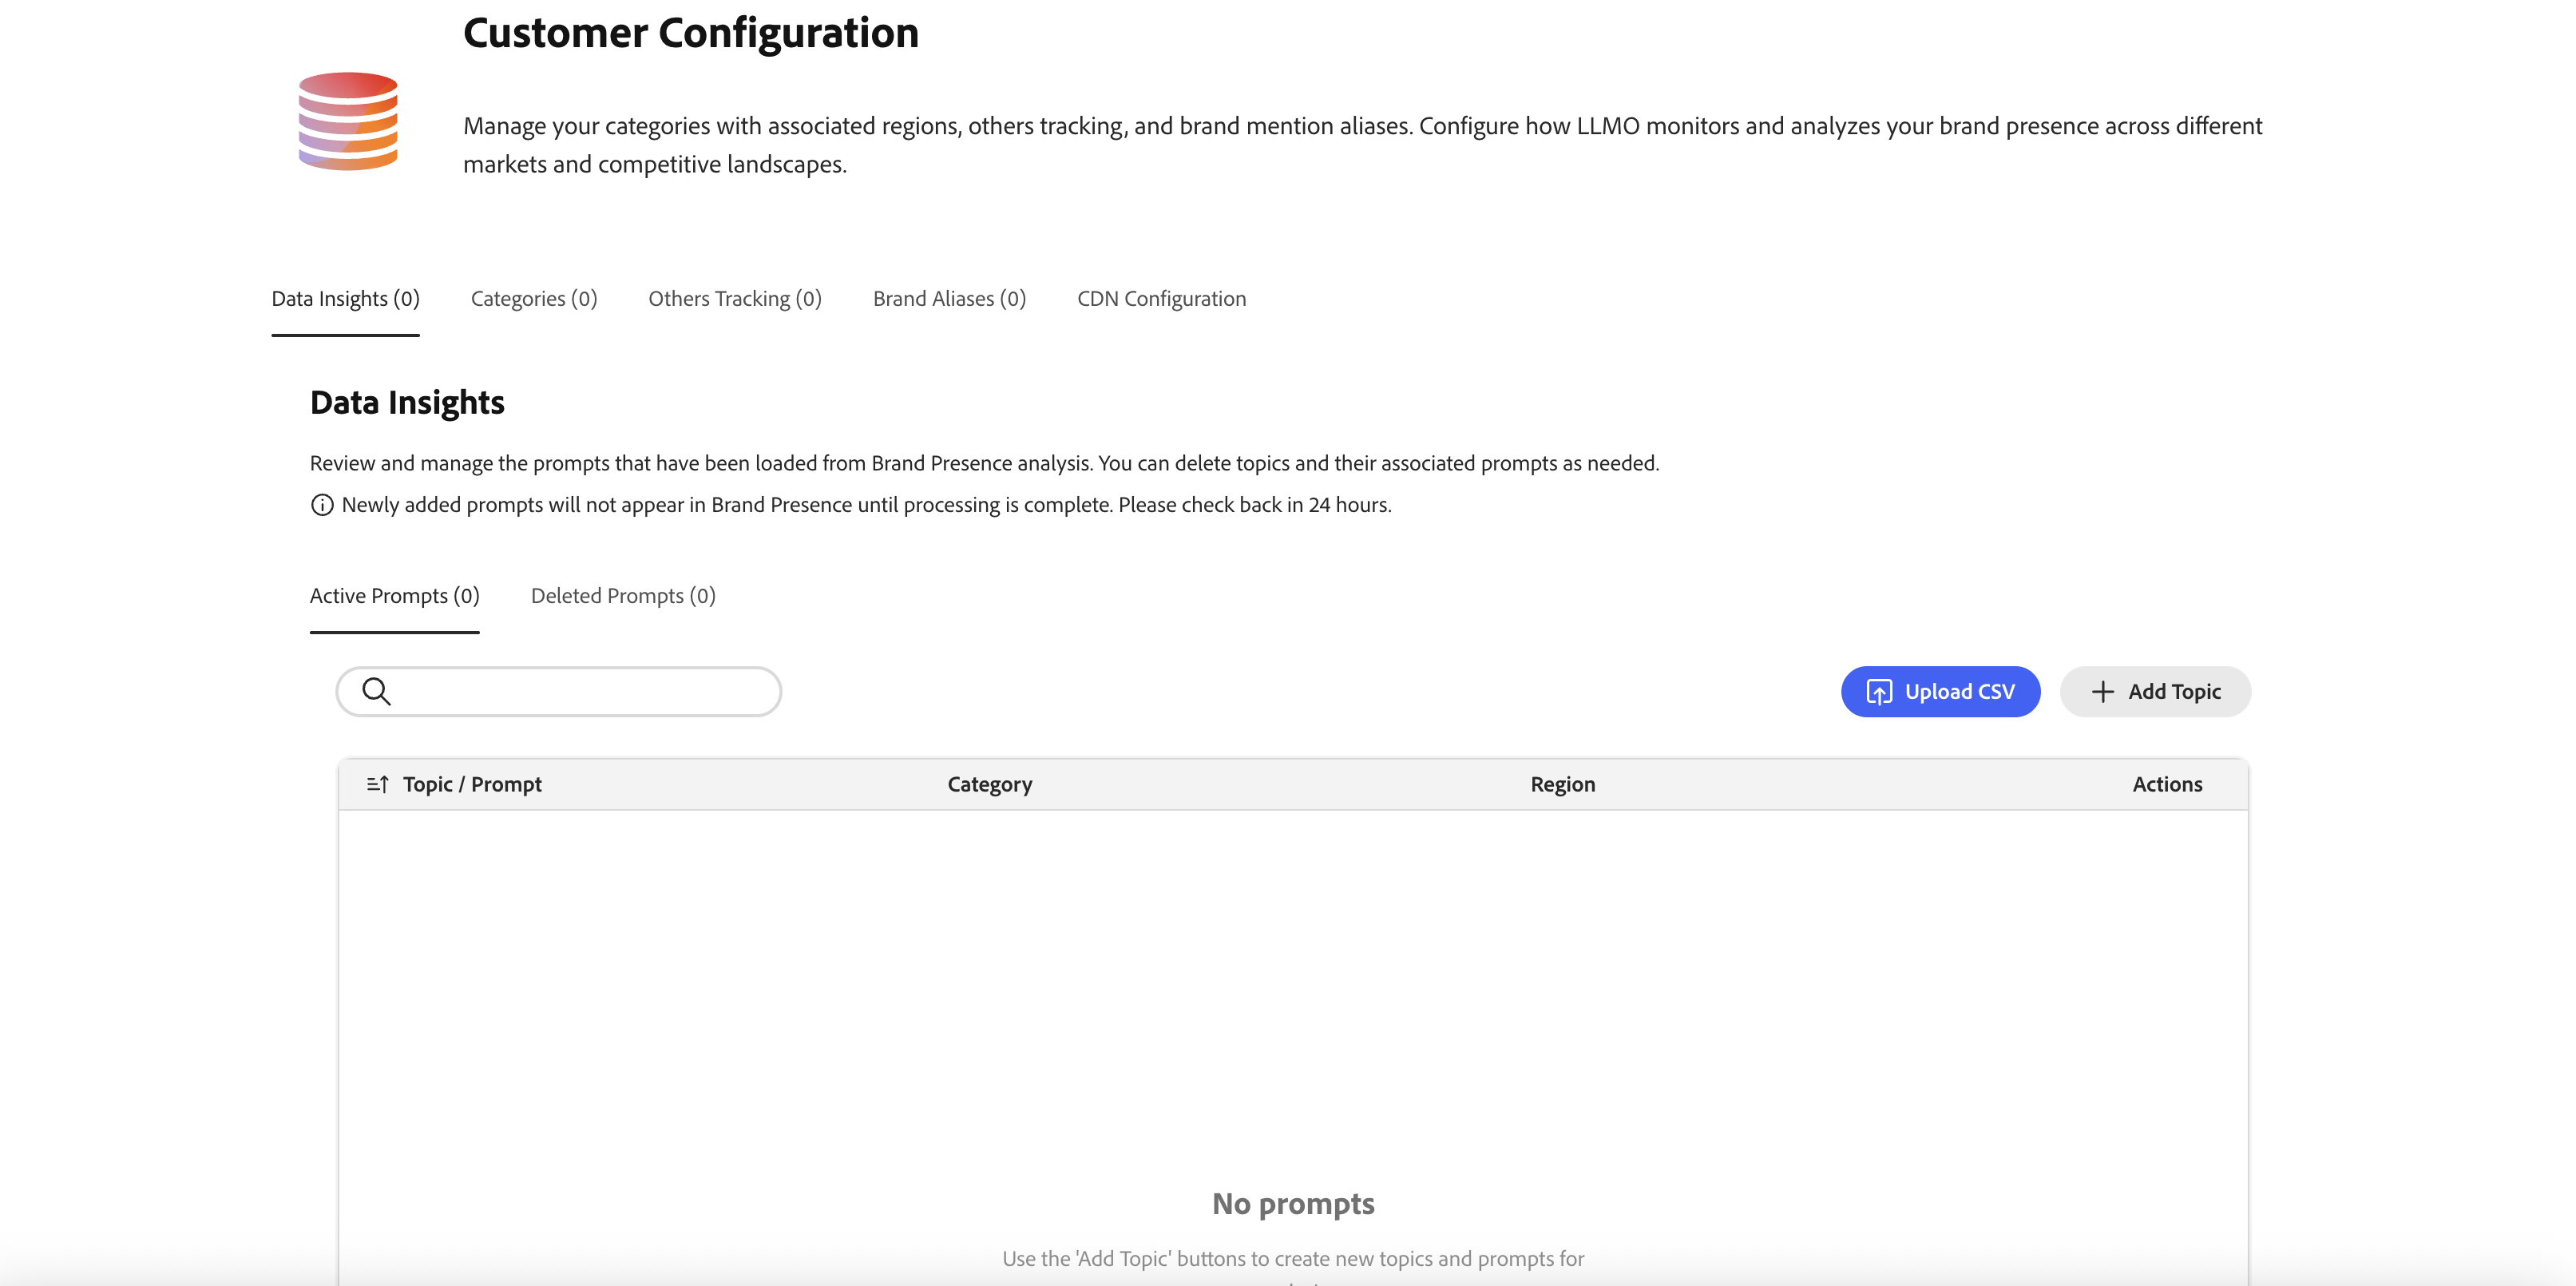 Customer Configuration
Manage your categories with associated regions, others tracking, and brand mention aliases. Configure how LLMO monitors and analyzes your brand presence across different
markets and competitive landscapes.
Data Insights (0) Categories (0) Others Tracking (0) Brand Aliases (0) CDN Configuration
Data Insights
Review and manage the prompts that have been loaded from Brand Presence analysis. You can delete topics and their associated prompts as needed.
Newly added prompts will not appear in Brand Presence until processing is complete. Please check back in 24 hours.
Active Prompts (0) Deleted Prompts (0)
Upload CSV Add Topic
Topic / Prompt Category Region Actions
No prompts
Use the 'Add Topic' buttons to create new topics and prompts for